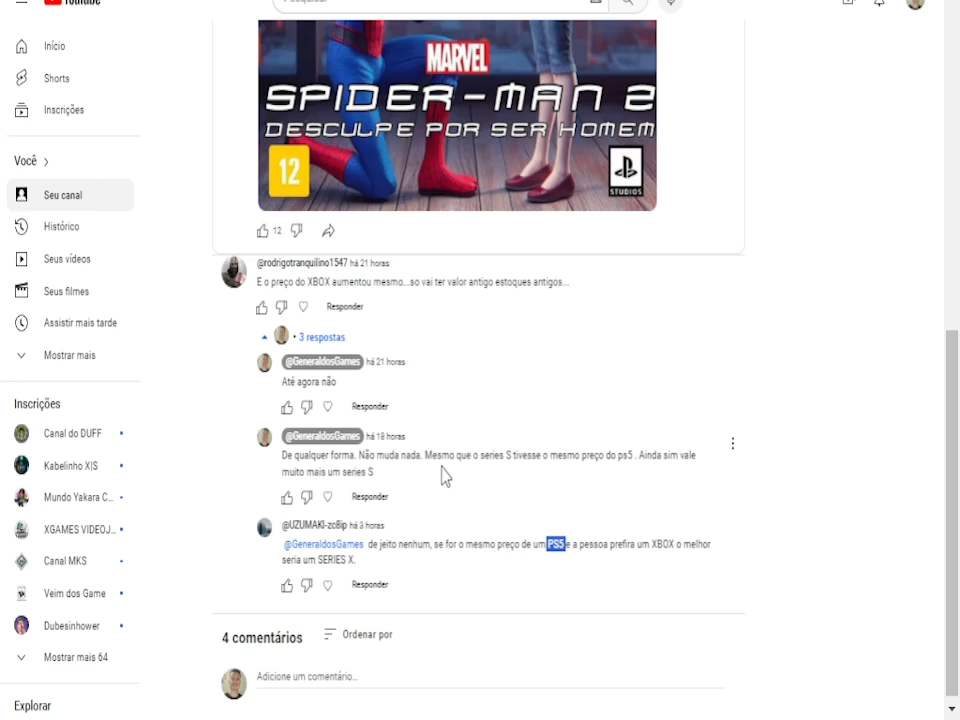 YouTube
Início
Shorts
Inscrições
Você
Seu canal
Histórico
Seus vídeos
Seus filmes
Assistir mais tarde
Mostrar mais
Inscrições
Canal do DUFF
Kabelinho X|S
Mundo Yakara C...
XGAMES VIDEOJ...
Canal MKS
Veim dos Game
Dubesinhower
Mostrar mais 64
Explorar
MARVEL
SPIDER-MAN 2
DESCULPE POR SER HOMEM
12
STUDIOS
12
@rodrigotranquilino1547 há 21 horas
E o preço do XBOX aumentou mesmo...so vai ter valor antigo estoques antigos...
Responder
3 respostas
@GeneraldosGames há 21 horas
Até agora não
Responder
@GeneraldosGames há 18 horas
De qualquer forma. Não muda nada. Mesmo que o series S tivesse o mesmo preço do ps5 . Ainda sim vale
muito mais um series S
Responder
@UZUMAKI-zc8ip há 3 horas
@GeneraldosGames de jeito nenhum, se for o mesmo preço de um PS5 e a pessoa prefira um XBOX o melhor
seria um SERIES X.
Responder
4 comentários
Ordenar por
Adicione um comentário...